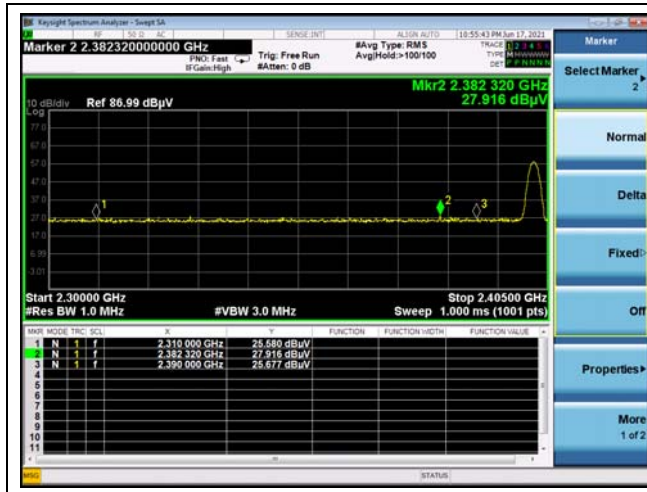 Keysight Spectrum Analyzer - Swept SA
RF 50 Ω AC SENSE:INT ALIGN AUTO 10:55:43 PM Jun 17, 2021
Marker 2 2.382320000000 GHz
PNO: Fast
IFGain:High
Trig: Free Run
#Atten: 0 dB
#Avg Type: RMS
Avg|Hold:>100/100
TRACE 1 2 3 4 5 6
TYPE
DET P P N N N N
Mkr2 2.382 320 GHz
27.916 dBµV
10 dB/div Ref 86.99 dBµV
Log
77.0
67.0
57.0
47.0
37.0
27.0
17.0
6.99
-3.01
1
2
3
Start 2.30000 GHz Stop 2.40500 GHz
#Res BW 1.0 MHz #VBW 3.0 MHz Sweep 1.000 ms (1001 pts)
MKR MODE TRC SCL X Y FUNCTION FUNCTION WIDTH FUNCTION VALUE
1 N 1 f 2.310 000 GHz 25.580 dBuV
2 N 1 f 2.382 320 GHz 27.916 dBuV
3 N 1 f 2.390 000 GHz 25.677 dBuV
4
5
6
7
8
9
10
11
MSG STATUS
Marker
Select Marker
2
Normal
Delta
Fixed
Off
Properties
More
1 of 2